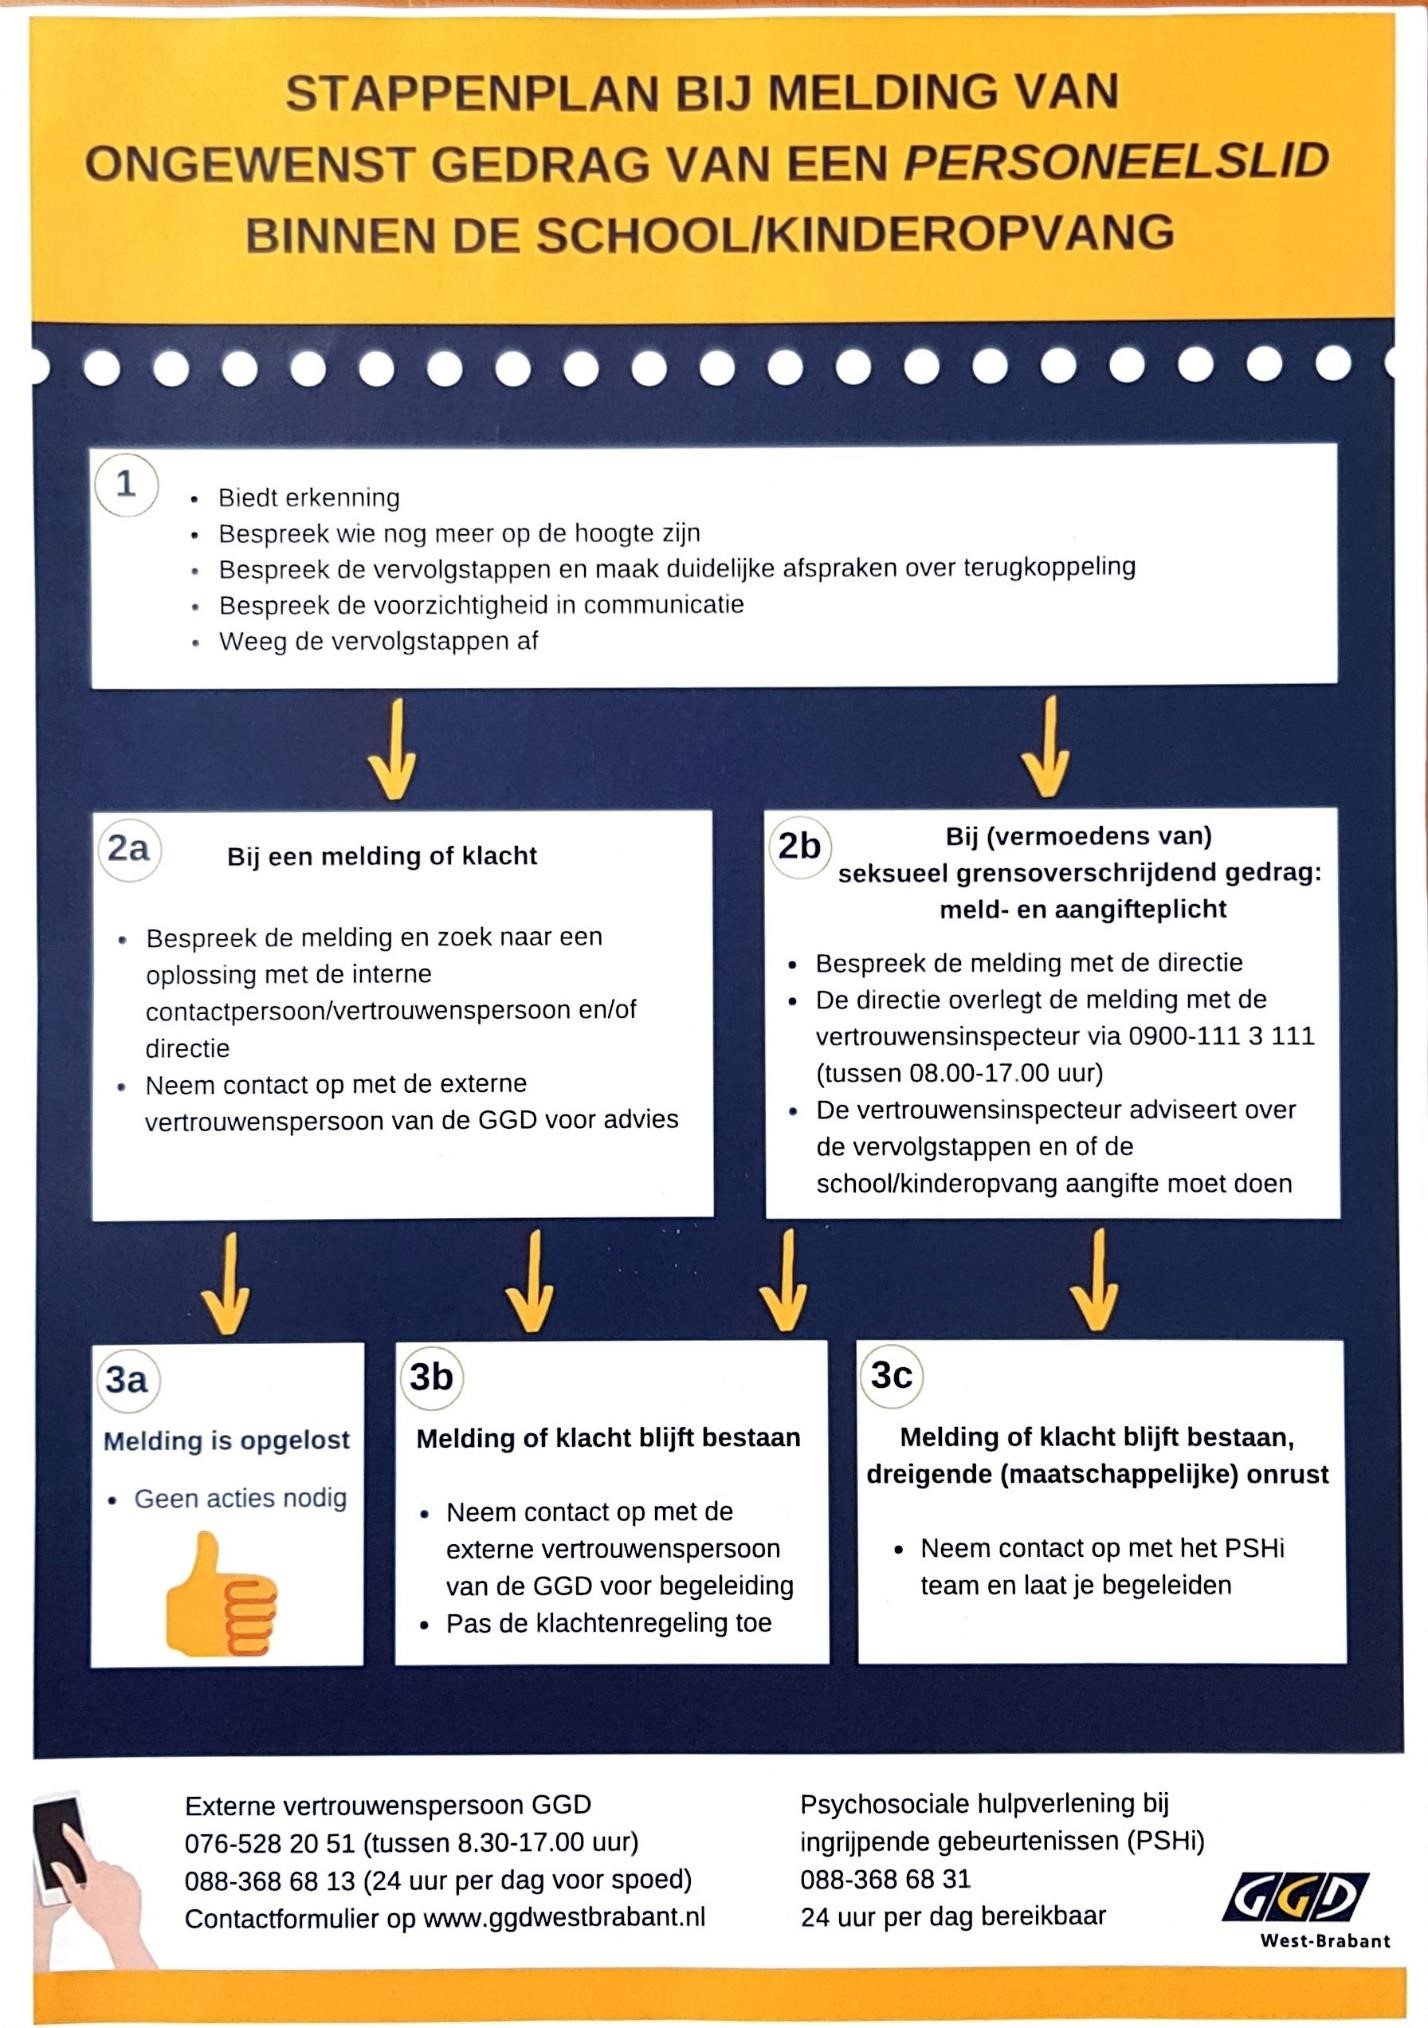 STAPPENPLAN BIJ MELDING VAN
ONGEWENST GEDRAG VAN EEN PERSONEELSLID
BINNEN DE SCHOOL/KINDEROPVANG
1
• Biedt erkenning
• Bespreek wie nog meer op de hoogte zijn
• Bespreek de vervolgstappen en maak duidelijke afspraken over terugkoppeling
• Bespreek de voorzichtigheid in communicatie
• Weeg de vervolgstappen af
2a
Bij een melding of klacht
• Bespreek de melding en zoek naar een
oplossing met de interne
contactpersoon/vertrouwenspersoon en/of
directie
• Neem contact op met de externe
vertrouwenspersoon van de GGD voor advies
2b
Bij (vermoedens van)
seksueel grensoverschrijdend gedrag:
meld- en aangifteplicht
• Bespreek de melding met de directie
• De directie overlegt de melding met de
vertrouwensinspecteur via 0900-111 3 111
(tussen 08.00-17.00 uur)
• De vertrouwensinspecteur adviseert over
de vervolgstappen en of de
school/kinderopvang aangifte moet doen
3a
Melding is opgelost
• Geen acties nodig
3b
Melding of klacht blijft bestaan
• Neem contact op met de
externe vertrouwenspersoon
van de GGD voor begeleiding
• Pas de klachtenregeling toe
3c
Melding of klacht blijft bestaan,
dreigende (maatschappelijke) onrust
• Neem contact op met het PSHi
team en laat je begeleiden
Externe vertrouwenspersoon GGD
076-528 20 51 (tussen 8.30-17.00 uur)
088-368 68 13 (24 uur per dag voor spoed)
Contactformulier op www.ggdwestbrabant.nl
Psychosociale hulpverlening bij
ingrijpende gebeurtenissen (PSHi)
088-368 68 31
24 uur per dag bereikbaar
GGD
West-Brabant